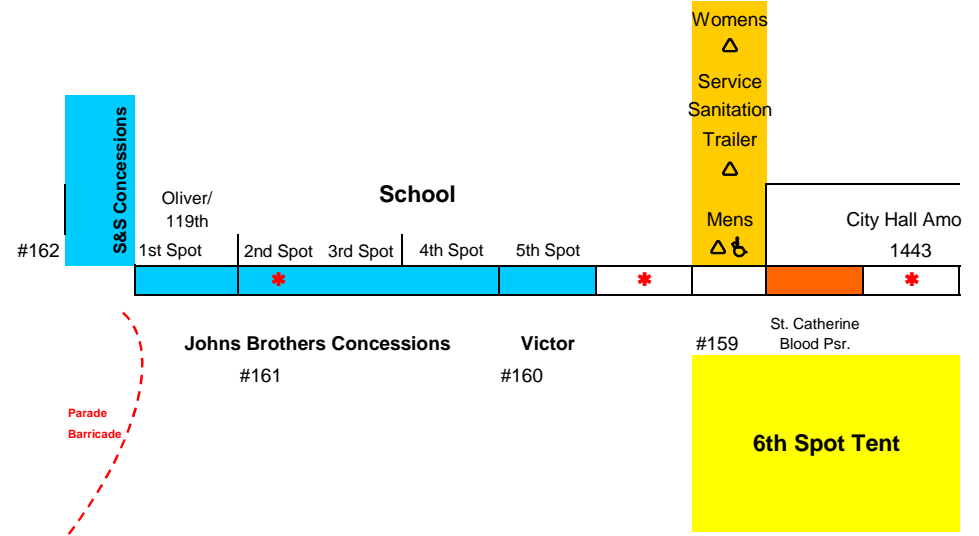 Womens
Service
Sanitation
Trailer
Mens
S&S Concessions
#162
Oliver/
119th
School
City Hall Amo
1443
1st Spot
2nd Spot
3rd Spot
4th Spot
5th Spot
Johns Brothers Concessions
#161
Victor
#160
#159
St. Catherine
Blood Psr.
Parade
Barricade
6th Spot Tent